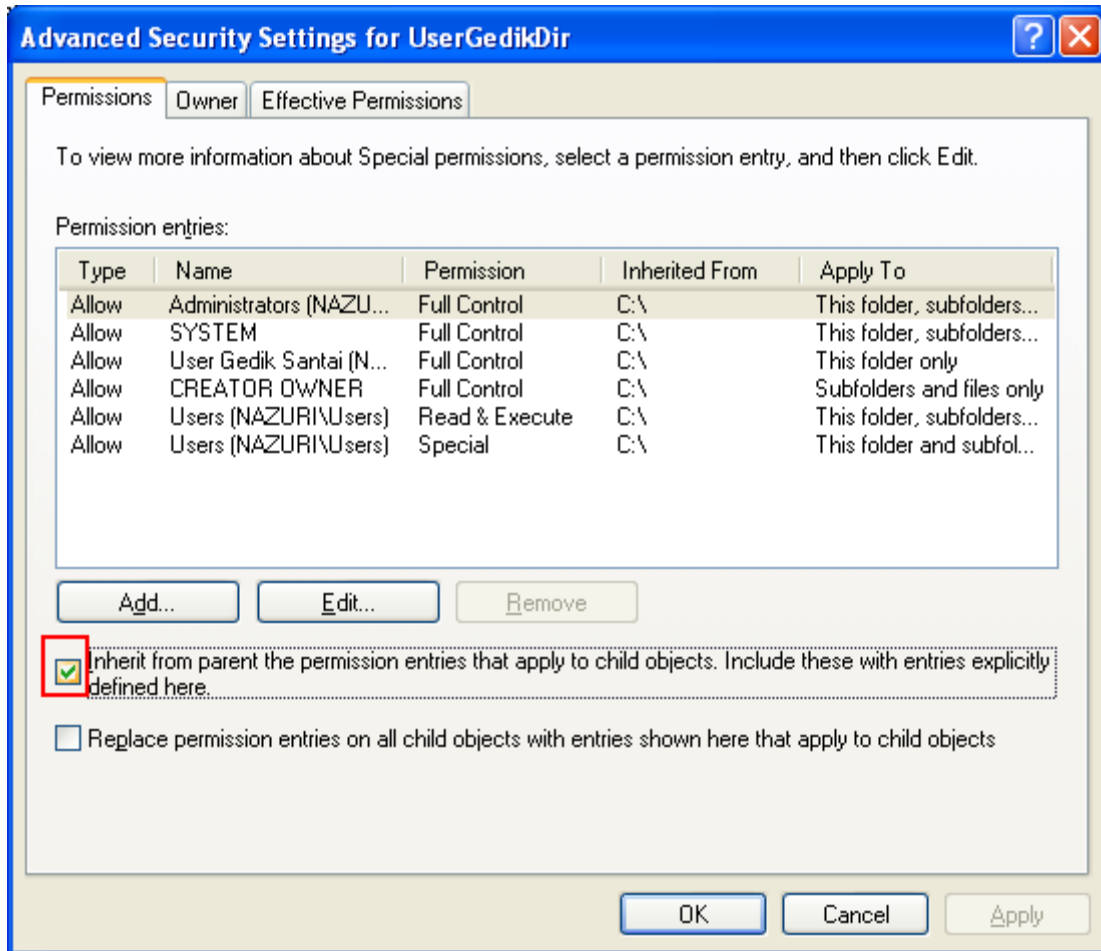 Advanced Security Settings for UserGedikDir
Permissions Owner Effective Permissions
To view more information about Special permissions, select a permission entry, and then click Edit.
Permission entries:
Type Name Permission Inherited From Apply To
Allow Administrators (NAZU... Full Control C:\ This folder, subfolders...
Allow SYSTEM Full Control C:\ This folder, subfolders...
Allow User Gedik Santai (N... Full Control C:\ This folder only
Allow CREATOR OWNER Full Control C:\ Subfolders and files only
Allow Users (NAZURI\Users) Read & Execute C:\ This folder, subfolders...
Allow Users (NAZURI\Users) Special C:\ This folder and subfol...
Add... Edit... Remove
Inherit from parent the permission entries that apply to child objects. Include these with entries explicitly
defined here.
Replace permission entries on all child objects with entries shown here that apply to child objects
OK Cancel Apply